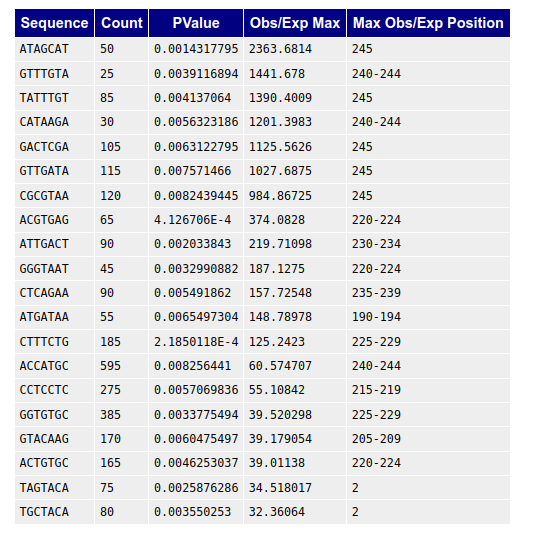 Sequence Count PValue Obs/Exp Max Max Obs/Exp Position
ATAGCAT 50 0.0014317795 2363.6814 245
GTTTGTA 25 0.0039116894 1441.678 240-244
TATTTGT 85 0.004137064 1390.4009 245
CATAAGA 30 0.0056323186 1201.3983 240-244
GACTCGA 105 0.0063122795 1125.5626 245
GTTGATA 115 0.007571466 1027.6875 245
CGCGTAA 120 0.0082439445 984.86725 245
ACGTGAG 65 4.126706E-4 374.0828 220-224
ATTGACT 90 0.002033843 219.71098 230-234
GGGTAAT 45 0.0032990882 187.1275 220-224
CTCAGAA 90 0.005491862 157.72548 235-239
ATGATAA 55 0.0065497304 148.78978 190-194
CTTTCTG 185 2.1850118E-4 125.2423 225-229
ACCATGC 595 0.008256441 60.574707 240-244
CCTCCTC 275 0.0057069836 55.10842 215-219
GGTGTGC 385 0.0033775494 39.520298 225-229
GTACAAG 170 0.0060475497 39.179054 205-209
ACTGTGC 165 0.0046253037 39.01138 220-224
TAGTACA 75 0.0025876286 34.518017 2
TGCTACA 80 0.003550253 32.36064 2